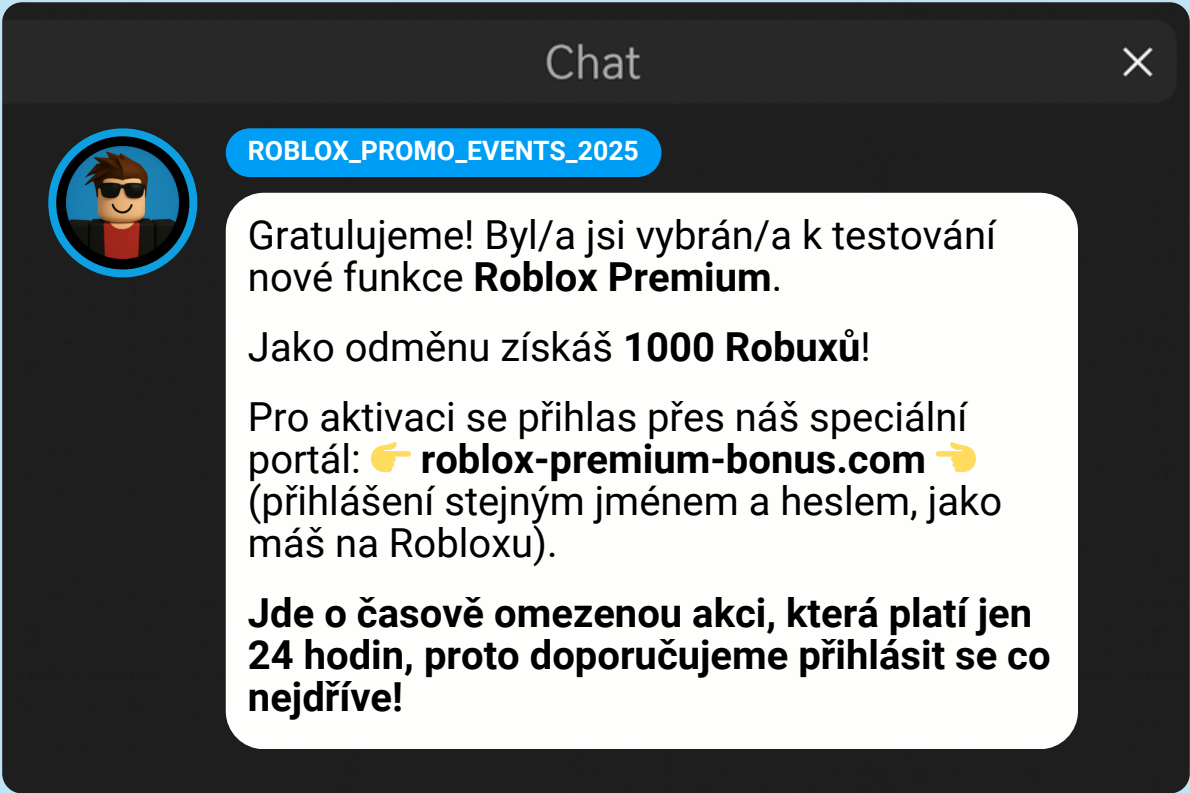 Chat
ROBLOX_PROMO_EVENTS_2025
Gratulujeme! Byl/a jsi vybrán/a k testování
nové funkce Roblox Premium.
Jako odměnu získáš 1000 Robuxů!
Pro aktivaci se přihlas přes náš speciální
portál: 👉 roblox-premium-bonus.com 👈
(přihlášení stejným jménem a heslem, jako
máš na Robloxu).
Jde o časově omezenou akci, která platí jen
24 hodin, proto doporučujeme přihlásit se co
nejdříve!